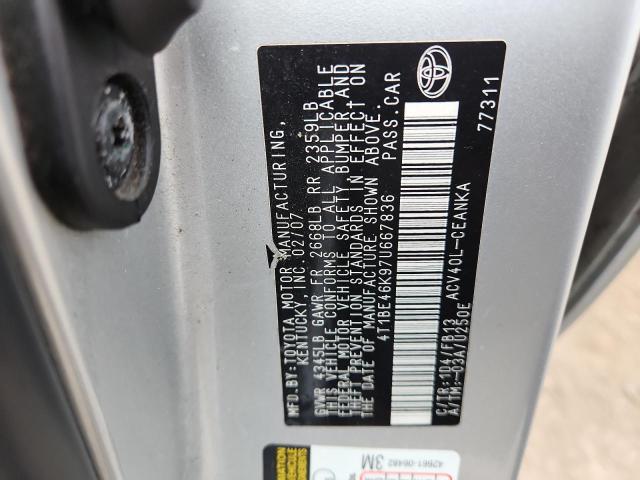 MFD.BY:TOYOTA MOTOR MANUFACTURING,
KENTUCKY, INC. 02/07
GVWR 4345LB GAWR FR 2668LB RR 2359LB
THIS VEHICLE CONFORMS TO ALL APPLICABLE
FEDERAL MOTOR VEHICLE SAFETY BUMPER, AND
THEFT PREVENTION STANDARDS IN EFFECT ON
THE DATE OF MANUFACTURE SHOWN ABOVE.
4T1BE46K97U667836 PASS.CAR
C/TR:1D4/FB13 ACV40L-CEANKA
A/TM:-03A/U250E
77311
42661-06482
3M